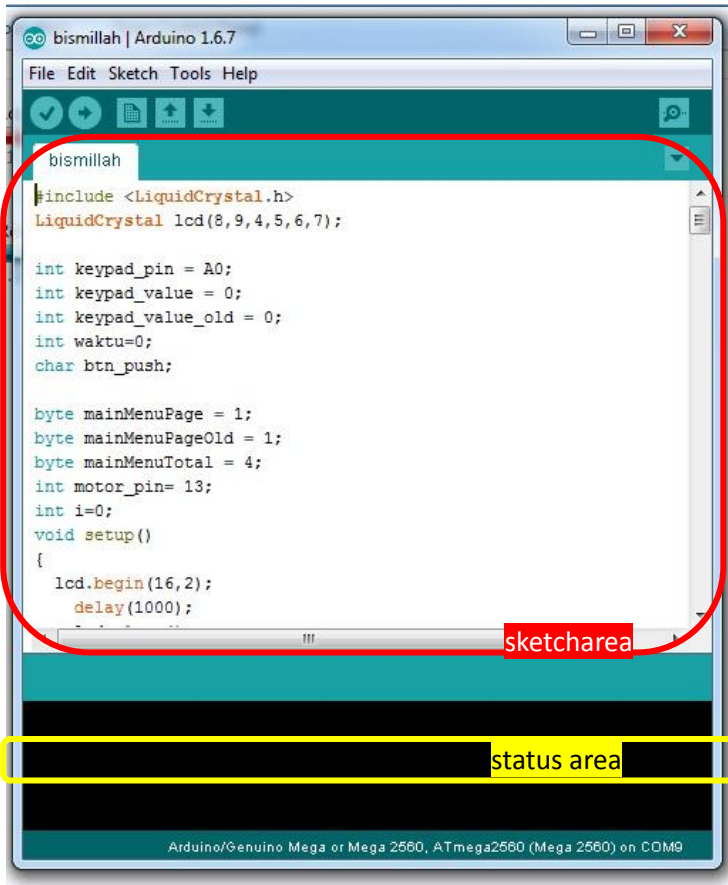 bismillah | Arduino 1.6.7
File Edit Sketch Tools Help
bismillah
#include <LiquidCrystal.h>
LiquidCrystal lcd(8,9,4,5,6,7);
int keypad_pin = A0;
int keypad_value = 0;
int keypad_value_old = 0;
int waktu=0;
char btn_push;
byte mainMenuPage = 1;
byte mainMenuPageOld = 1;
byte mainMenuTotal = 4;
int motor_pin= 13;
int i=0;
void setup()
{
lcd.begin(16,2);
delay(1000);
sketcharea
status area
Arduino/Genuino Mega or Mega 2560, ATmega2560 (Mega 2560) on COM9